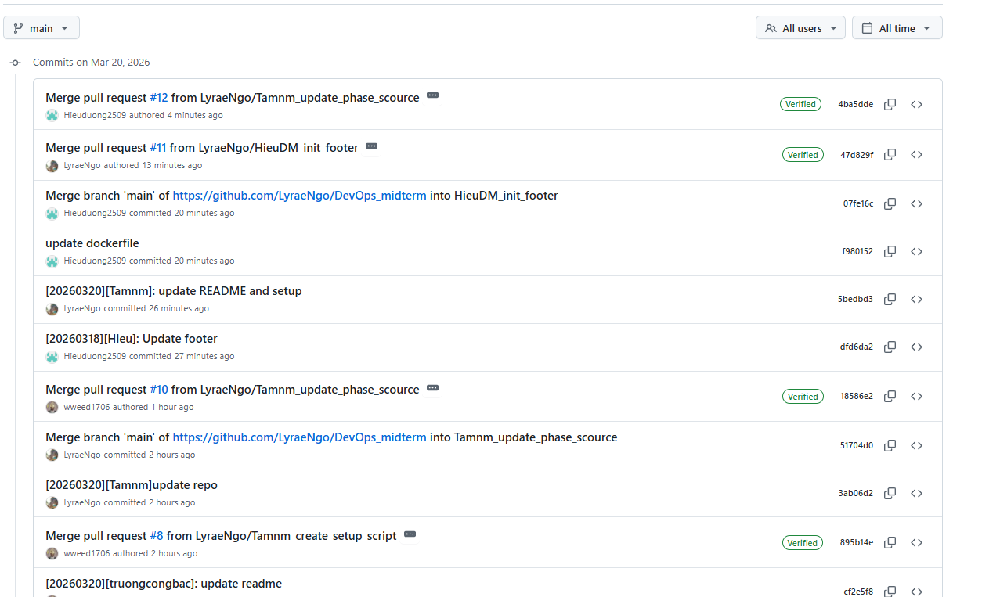 main
All users
All time
Commits on Mar 20, 2026
Merge pull request #12 from LyraeNgo/Tamnm_update_phase_scource
Hieuduong2509 authored 4 minutes ago
Verified
4ba5dde
Merge pull request #11 from LyraeNgo/HieuDM_init_footer
LyraeNgo authored 13 minutes ago
Verified
47d829f
Merge branch 'main' of https://github.com/LyraeNgo/DevOps_midterm into HieuDM_init_footer
Hieuduong2509 committed 20 minutes ago
07fe16c
update dockerfile
Hieuduong2509 committed 20 minutes ago
f980152
[20260320][Tamnm]: update README and setup
LyraeNgo committed 26 minutes ago
5bedbd3
[20260318][Hieu]: Update footer
Hieuduong2509 committed 27 minutes ago
dfd6da2
Merge pull request #10 from LyraeNgo/Tamnm_update_phase_scource
wweed1706 authored 1 hour ago
Verified
18586e2
Merge branch 'main' of https://github.com/LyraeNgo/DevOps_midterm into Tamnm_update_phase_scource
LyraeNgo committed 2 hours ago
51704d0
[20260320][Tamnm]update repo
LyraeNgo committed 2 hours ago
3ab06d2
Merge pull request #8 from LyraeNgo/Tamnm_create_setup_script
wweed1706 authored 2 hours ago
Verified
895b14e
[20260320][truongcongbac]: update readme
cf2e5f8